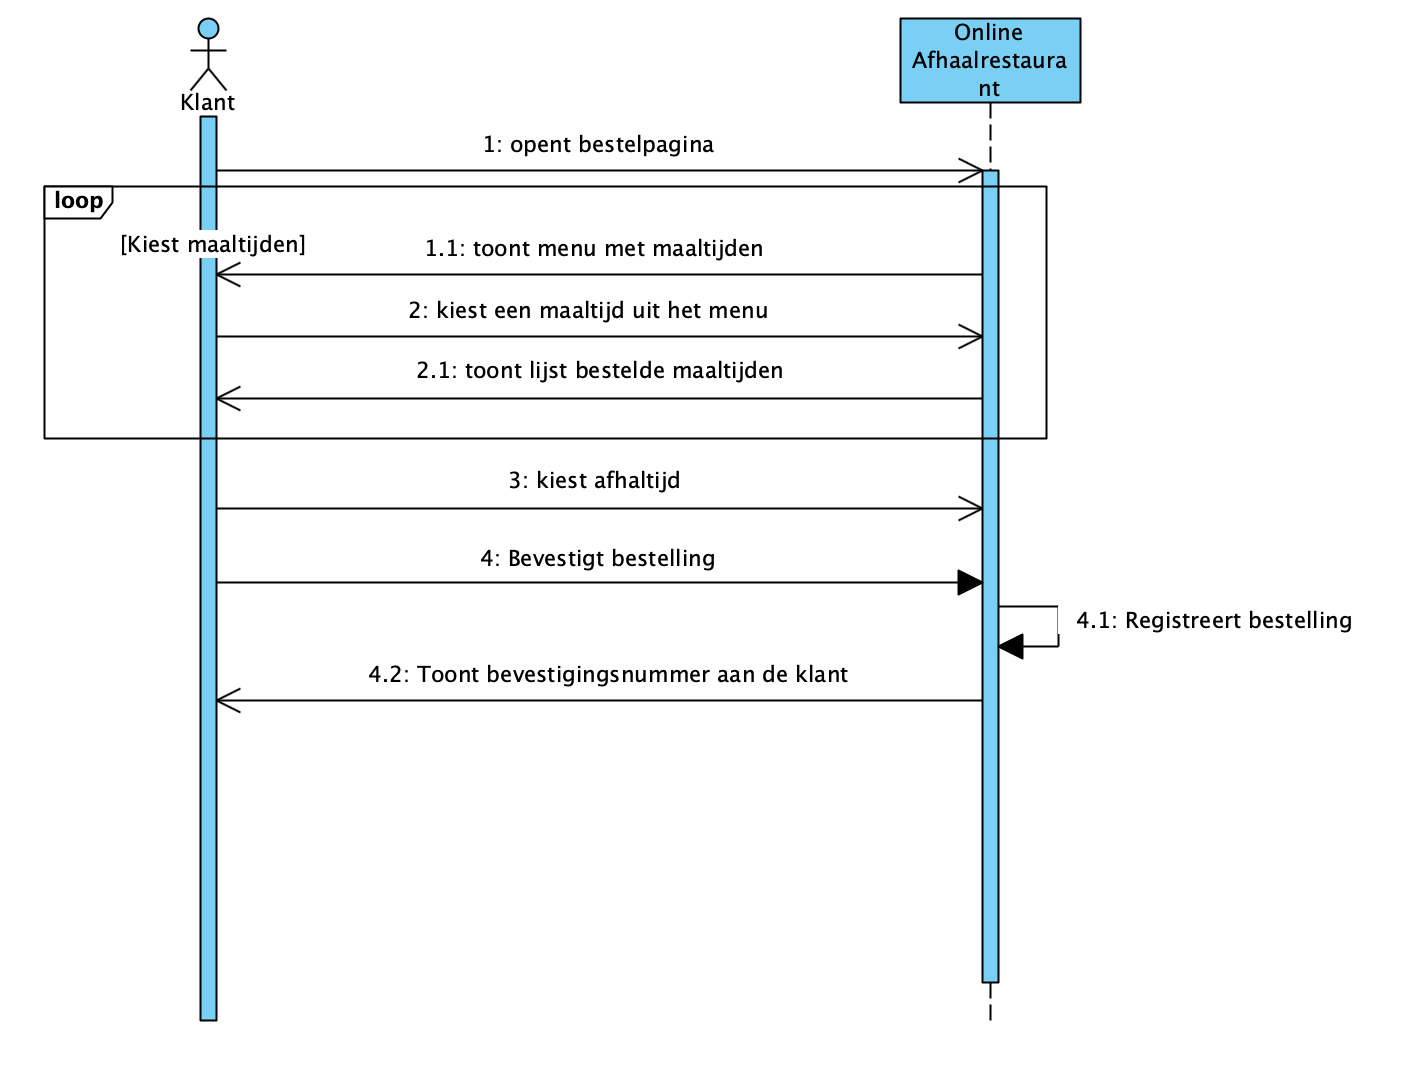 Klant
Online
Afhaalrestaura
nt
1: opent bestelpagina
loop
[Kiest maaltijden]
1.1: toont menu met maaltijden
2: kiest een maaltijd uit het menu
2.1: toont lijst bestelde maaltijden
3: kiest afhaltijd
4: Bevestigt bestelling
4.1: Registreert bestelling
4.2: Toont bevestigingsnummer aan de klant